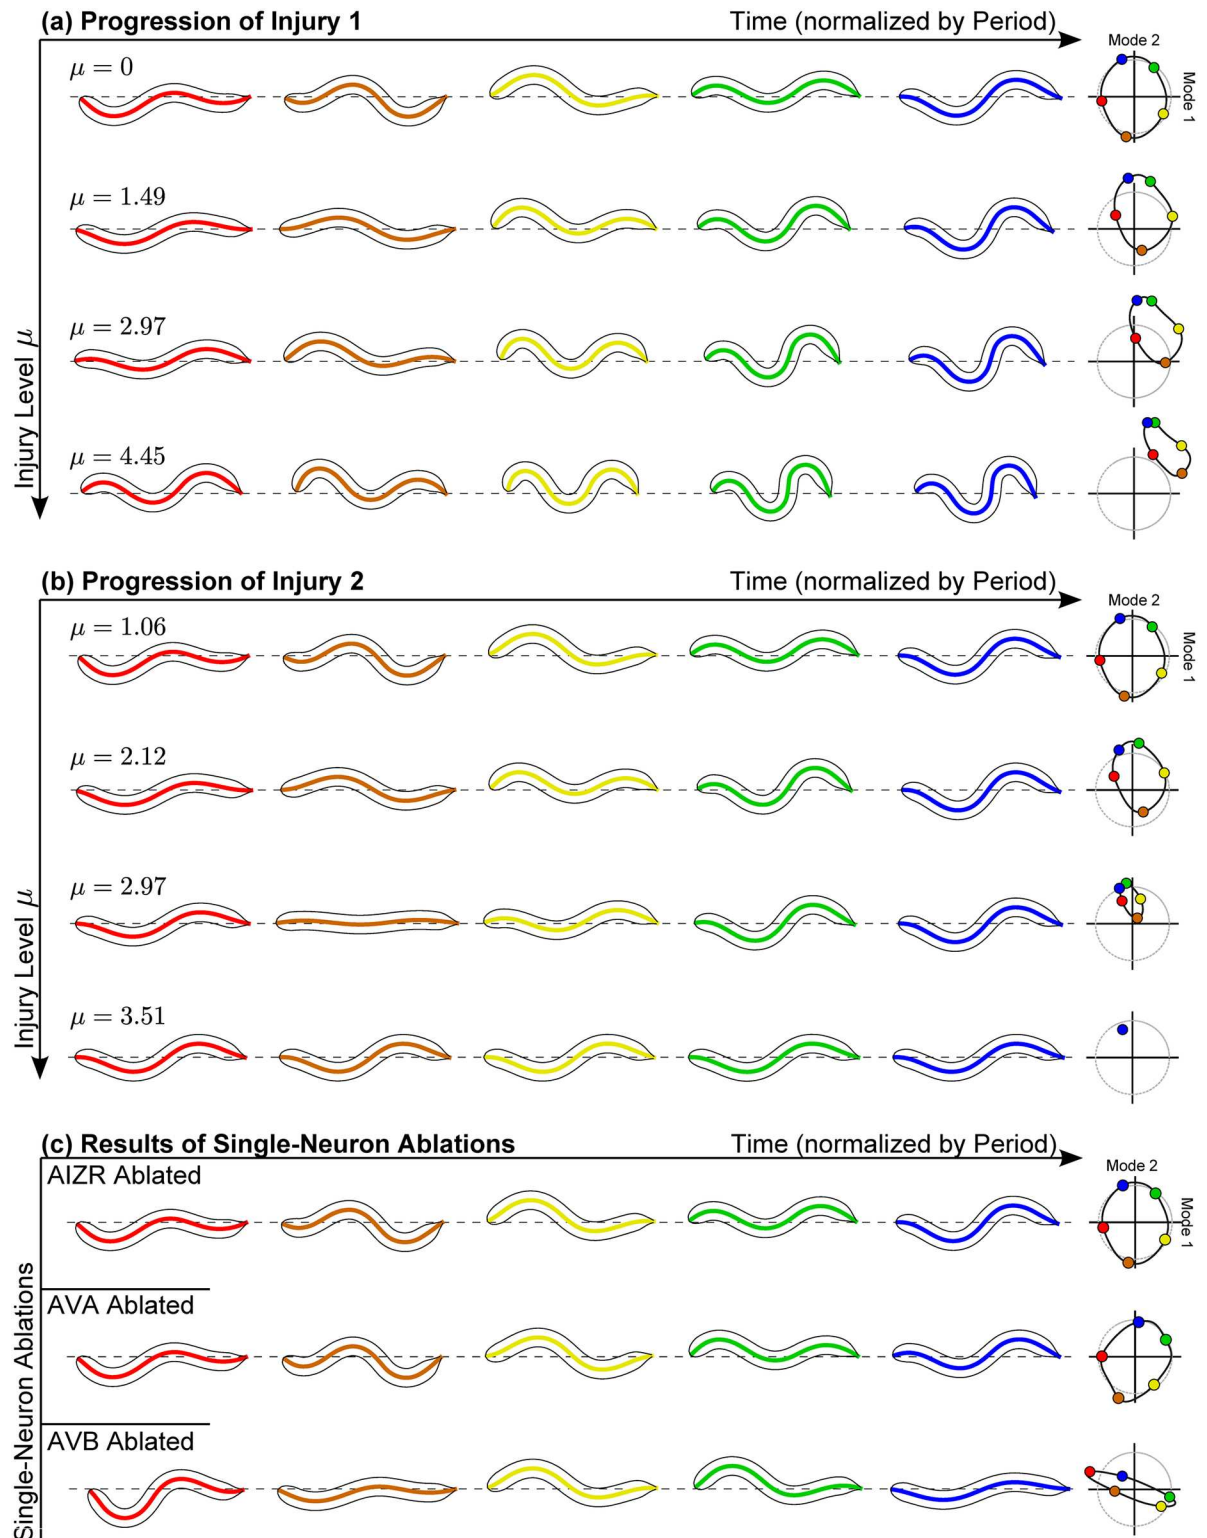 (a) Progression of Injury 1
Time (normalized by Period)
Mode 2
Mode 1
Injury Level μ
μ = 0
μ = 1.49
μ = 2.97
μ = 4.45
(b) Progression of Injury 2
Time (normalized by Period)
Mode 2
Mode 1
Injury Level μ
μ = 1.06
μ = 2.12
μ = 2.97
μ = 3.51
(c) Results of Single-Neuron Ablations
Time (normalized by Period)
Mode 2
Mode 1
Single-Neuron Ablations
AIZR Ablated
AVA Ablated
AVB Ablated